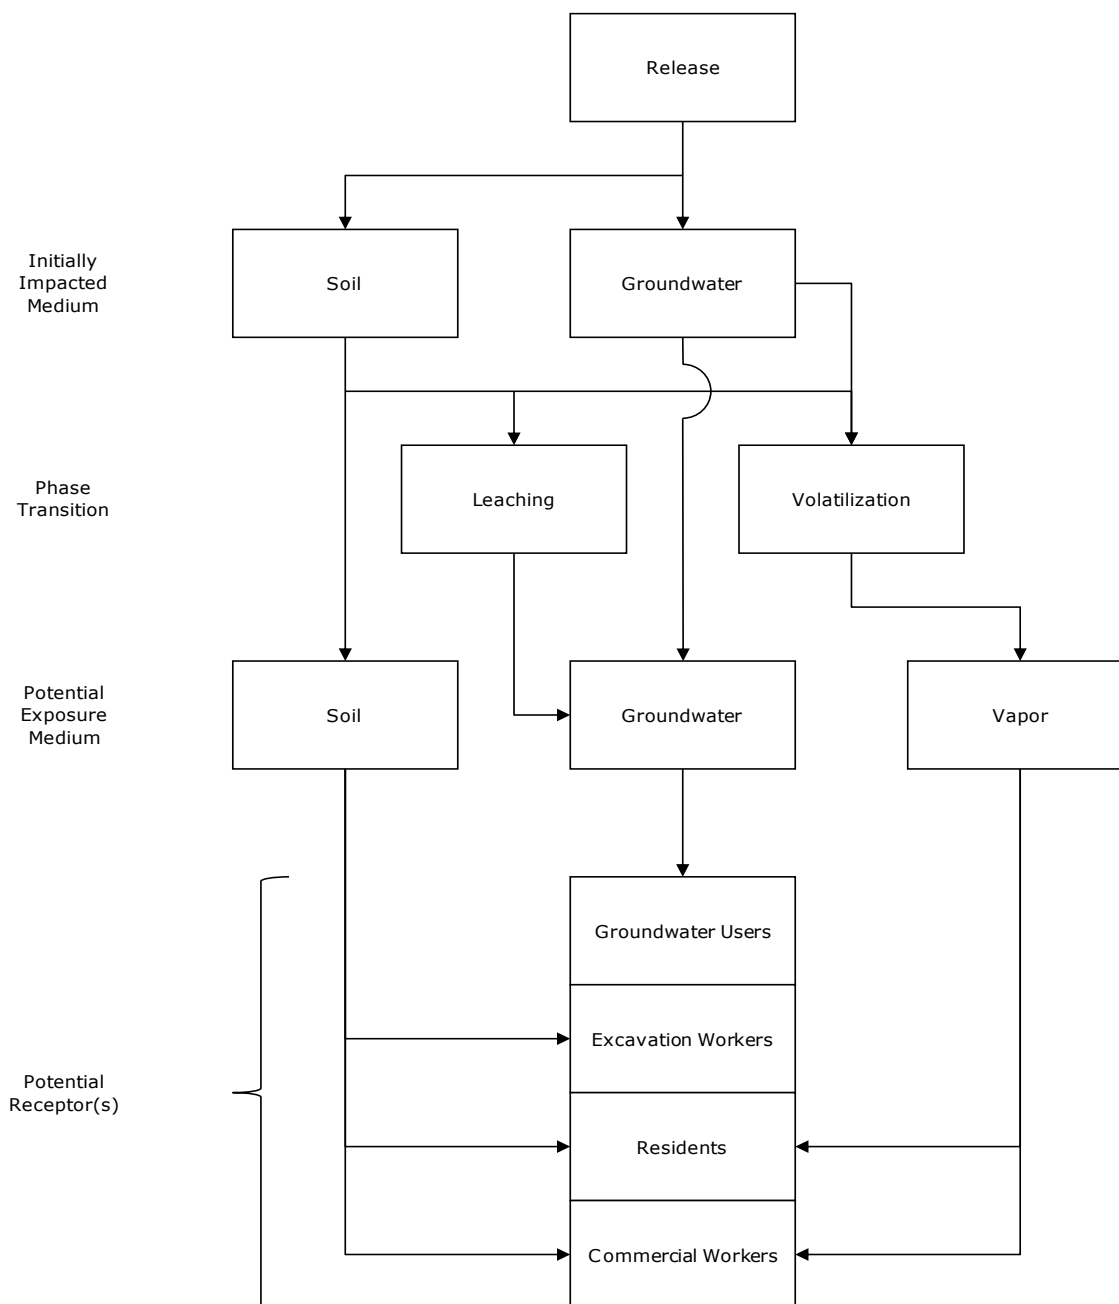 Release
Initially
Impacted
Medium
Soil
Groundwater
Phase
Transition
Leaching
Volatilization
Potential
Exposure
Medium
Soil
Groundwater
Vapor
Groundwater Users
Excavation Workers
Potential
Receptor(s)
Residents
Commercial Workers